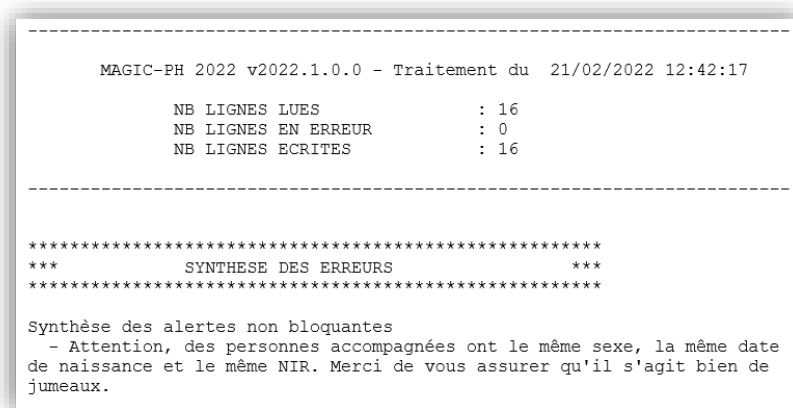 --------------------------------------------------------------------------
MAGIC-PH 2022 v2022.1.0.0 - Traitement du  21/02/2022 12:42:17
NB LIGNES LUES : 16
NB LIGNES EN ERREUR : 0
NB LIGNES ECRITES : 16
--------------------------------------------------------------------------
*******************************************************
*** SYNTHESE DES ERREURS ***
*******************************************************
Synthèse des alertes non bloquantes
- Attention, des personnes accompagnées ont le même sexe, la même date
de naissance et le même NIR. Merci de vous assurer qu'il s'agit bien de
jumeaux.